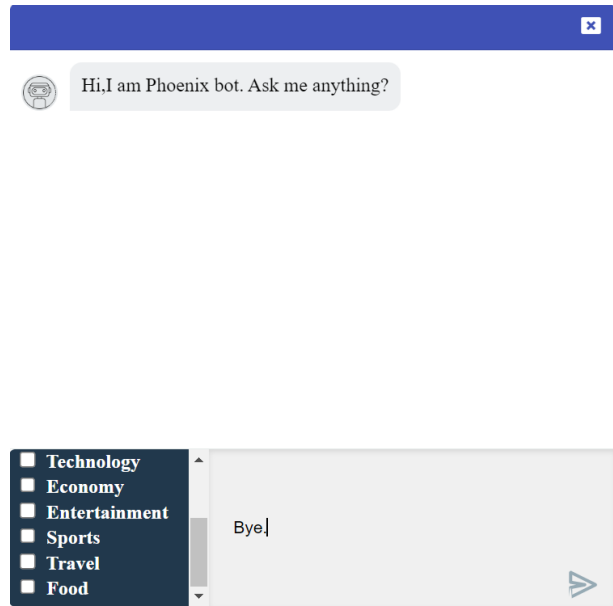 Hi,I am Phoenix bot. Ask me anything?
Technology
Economy
Entertainment
Sports
Travel
Food
Bye.